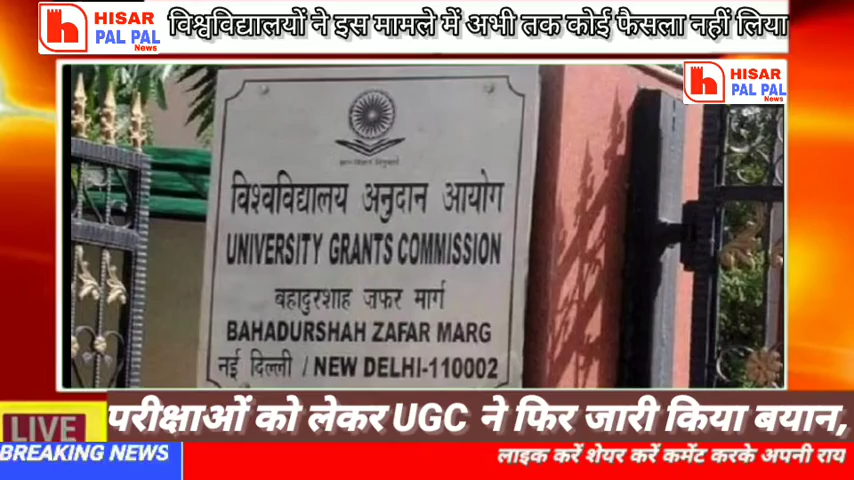 HISAR
PAL PAL
News
विश्वविद्यालयों ने इस मामले में अभी तक कोई फैसला नहीं लिया
HISAR
PAL PAL
News
विश्वविद्यालय अनुदान आयोग
UNIVERSITY GRANTS COMMISSION
बहादुरशाह ज़फर मार्ग
BAHADURSHAH ZAFAR MARG
नई दिल्ली / NEW DELHI-110002
LIVE
परीक्षाओं को लेकर UGC ने फिर जारी किया बयान,
BREAKING NEWS
लाइक करें शेयर करें कमेंट करके अपनी राय